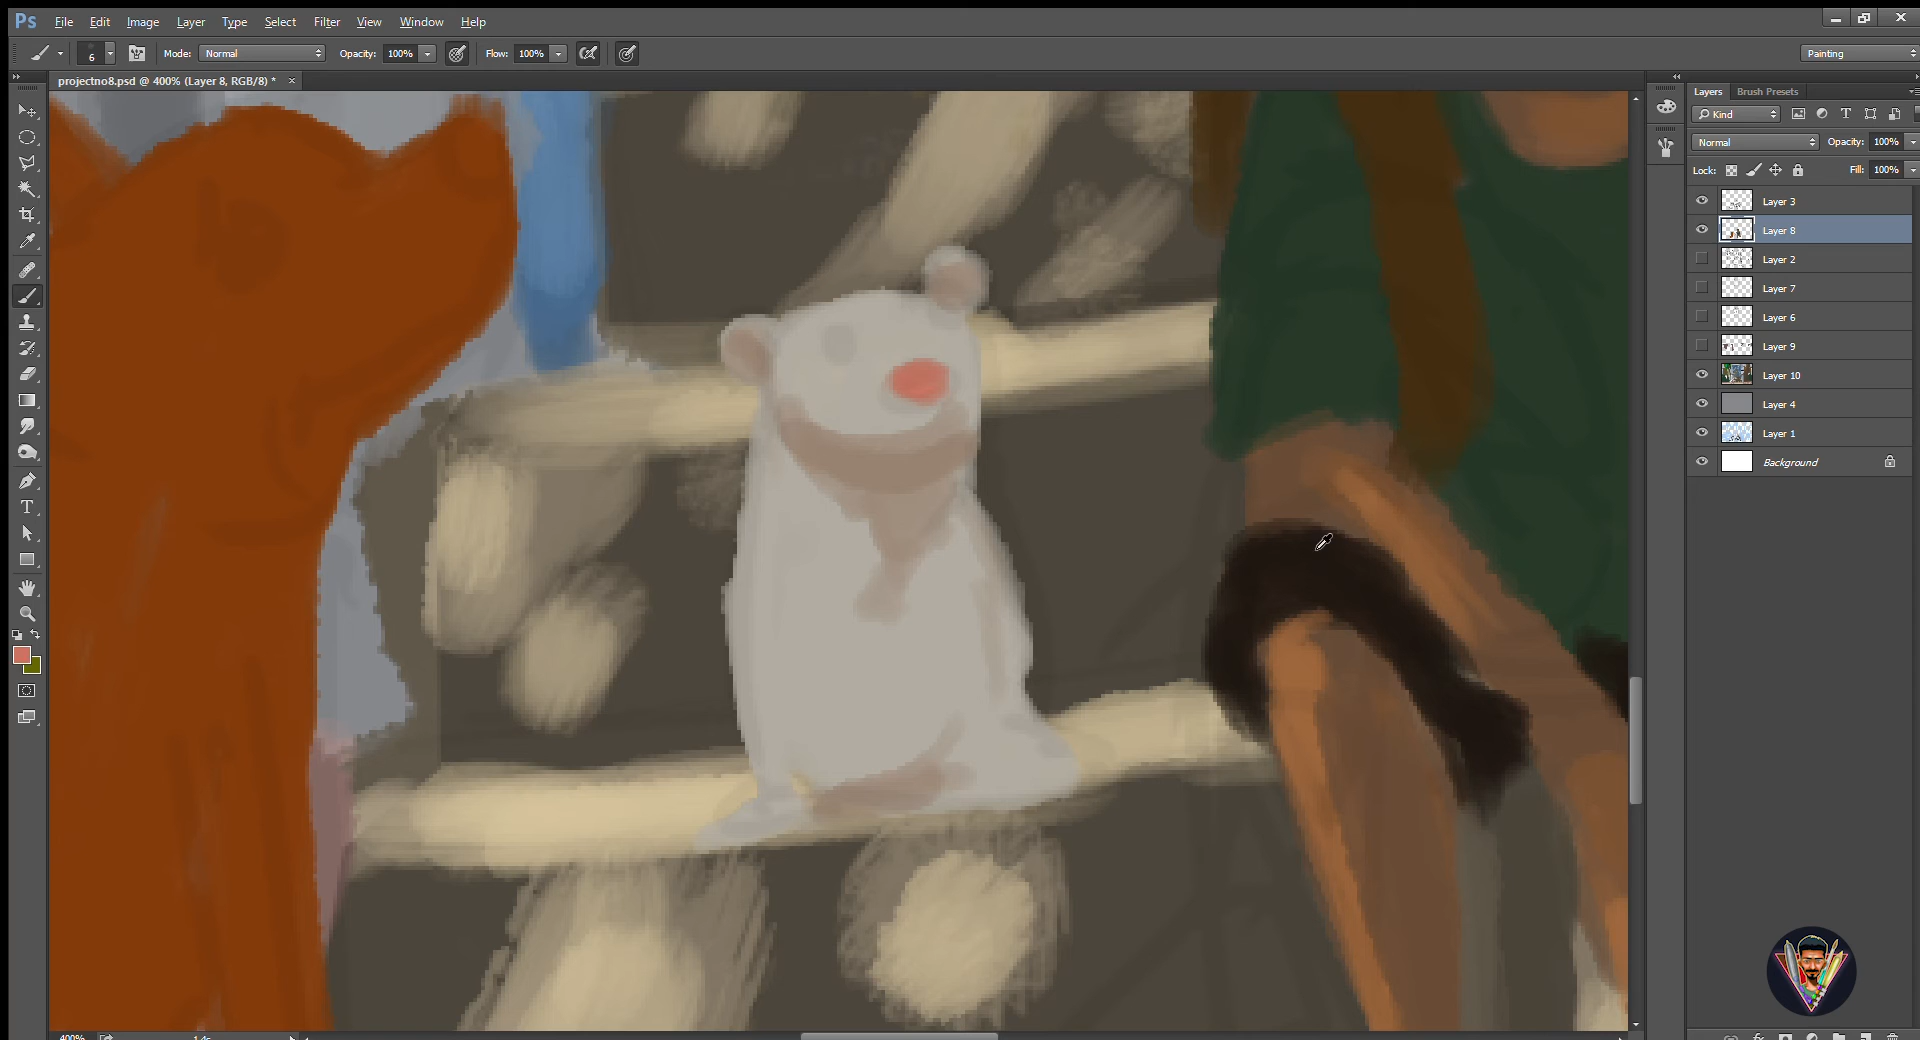 Ps File Edit Image Layer Type Select Filter View Window Help
6 Mode: Normal Opacity: 100% Flow: 100% Painting
projectno8.psd @ 400% (Layer 8, RGB/8) * ×
Layers Brush Presets
Kind
Normal Opacity: 100%
Lock: Fill: 100%
Layer 3
Layer 8
Layer 2
Layer 7
Layer 6
Layer 9
Layer 10
Layer 4
Layer 1
Background
400%